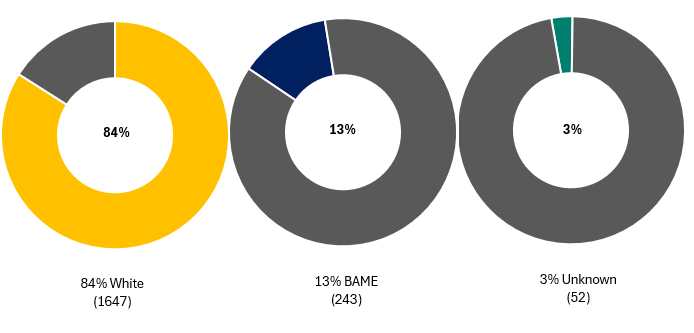 84%
13%
3%
84% White
(1647)
13% BAME
(243)
3% Unknown
(52)